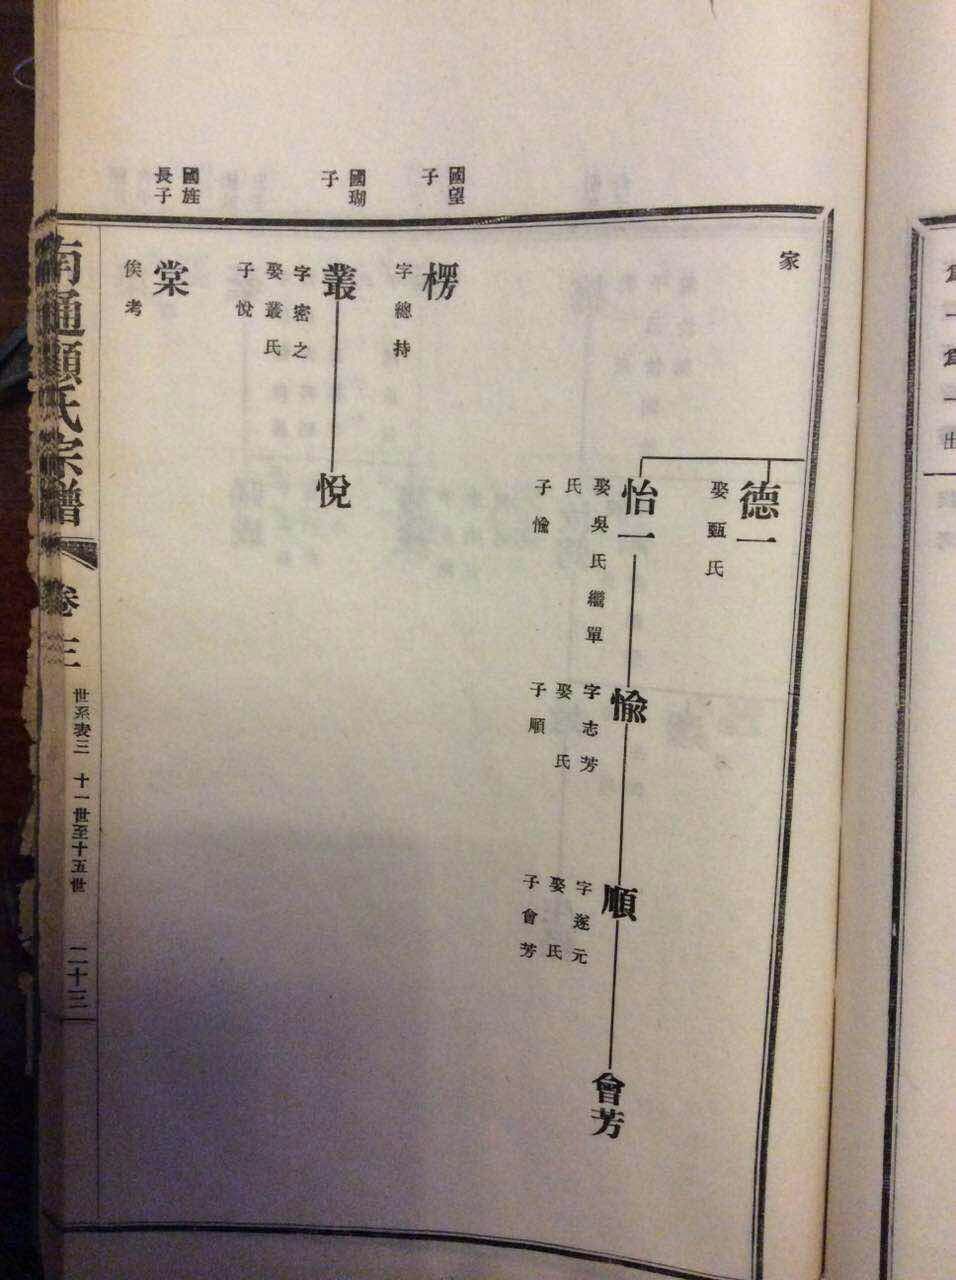 家
德一
娶甄氏
怡一
娶吳氏繼單
氏
子愉
愉
字志芳
娶 氏
子順
順
字遂元
娶 氏
子會芳
會芳
國望
子
楞
字總持
國瑚
子
叢
字密之
娶叢氏
子悅
悅
國旌
長子
棠
俟考
南通顧氏宗譜
卷三
世系表三 十一世至十五世
二十三